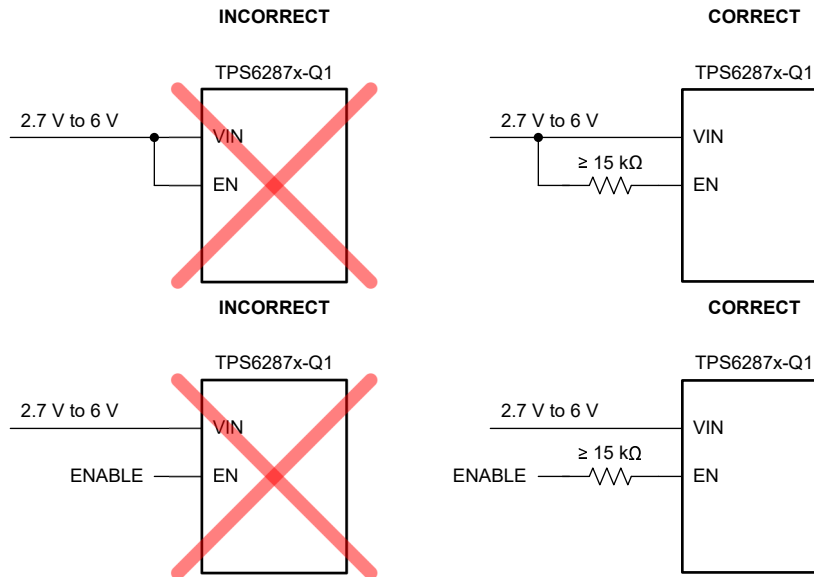 INCORRECT
CORRECT
TPS6287x-Q1
TPS6287x-Q1
2.7 V to 6 V
2.7 V to 6 V
VIN
VIN
≥ 15 kΩ
EN
EN
INCORRECT
CORRECT
TPS6287x-Q1
TPS6287x-Q1
2.7 V to 6 V
2.7 V to 6 V
VIN
VIN
≥ 15 kΩ
ENABLE
EN
ENABLE
EN